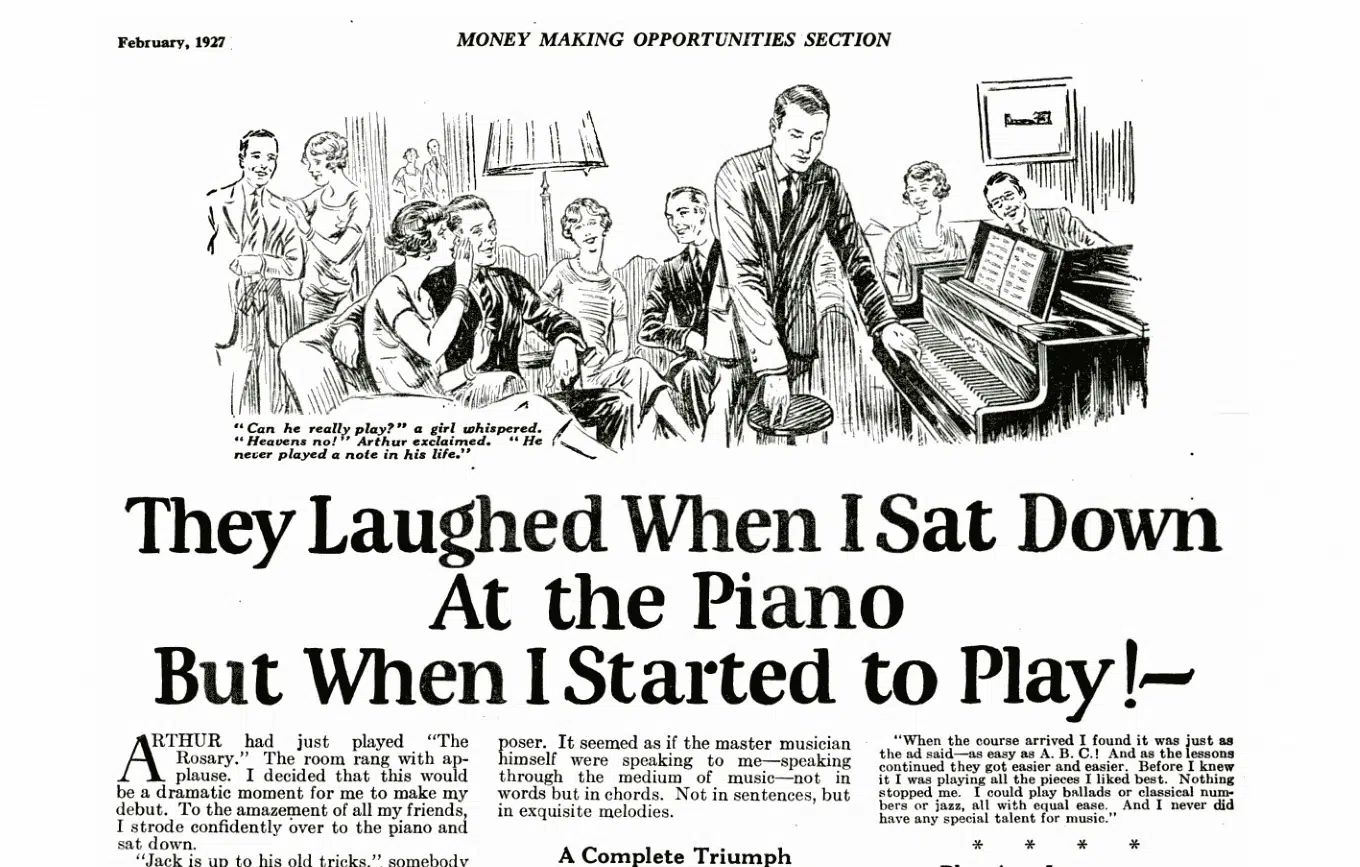 February, 1927
MONEY MAKING OPPORTUNITIES SECTION
"Can he really play?" a girl whispered.
"Heavens no!" Arthur exclaimed. "He
never played a note in his life."
They Laughed When I Sat Down
At the Piano
But When I Started to Play!—
ARTHUR had just played "The
Rosary." The room rang with ap-
plause. I decided that this would
be a dramatic moment for me to make my
debut. To the amazement of all my friends,
I strode confidently over to the piano and
sat down.
"Jack is up to his old tricks," somebody
poser. It seemed as if the master musician
himself were speaking to me—speaking
through the medium of music—not in
words but in chords. Not in sentences, but
in exquisite melodies.
A Complete Triumph
"When the course arrived I found it was just as
the ad said—as easy as A. B. C.! And as the lessons
continued they got easier and easier. Before I knew
it I was playing all the pieces I liked best. Nothing
stopped me. I could play ballads or classical num-
bers or jazz, all with equal ease. And I never did
have any special talent for music."
* * * *